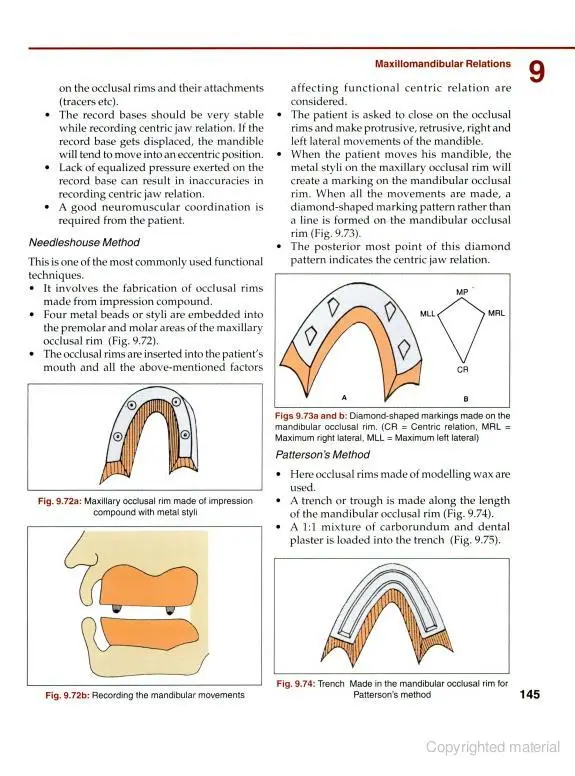 Maxillomandibular Relations
9
on the occlusal rims and their attachments
(tracers etc).
• The record bases should be very stable
while recording centric jaw relation. If the
record base gets displaced, the mandible
will tend to move into an eccentric position.
• Lack of equalized pressure exerted on the
record base can result in inaccuracies in
recording centric jaw relation.
• A good neuromuscular coordination is
required from the patient.
Needleshouse Method
This is one of the most commonly used functional
techniques.
• It involves the fabrication of occlusal rims
made from impression compound.
• Four metal beads or styli are embedded into
the premolar and molar areas of the maxillary
occlusal rim (Fig. 9.72).
• The occlusal rims are inserted into the patient's
mouth and all the above-mentioned factors
Fig. 9.72a: Maxillary occlusal rim made of impression
compound with metal styli
Fig. 9.72b: Recording the mandibular movements
affecting functional centric relation are
considered.
• The patient is asked to close on the occlusal
rims and make protrusive, retrusive, right and
left lateral movements of the mandible.
• When the patient moves his mandible, the
metal styli on the maxillary occlusal rim will
create a marking on the mandibular occlusal
rim. When all the movements are made, a
diamond-shaped marking pattern rather than
a line is formed on the mandibular occlusal
rim (Fig. 9.73).
• The posterior most point of this diamond
pattern indicates the centric jaw relation.
MP
MLL
MRL
CR
A
B
Figs 9.73a and b: Diamond-shaped markings made on the
mandibular occlusal rim. (CR = Centric relation, MRL =
Maximum right lateral, MLL = Maximum left lateral)
Patterson's Method
• Here occlusal rims made of modelling wax are
used.
• A trench or trough is made along the length
of the mandibular occlusal rim (Fig. 9.74).
• A 1:1 mixture of carborundum and dental
plaster is loaded into the trench (Fig. 9.75).
Fig. 9.74: Trench Made in the mandibular occlusal rim for
Patterson's method
145
Copyrighted material